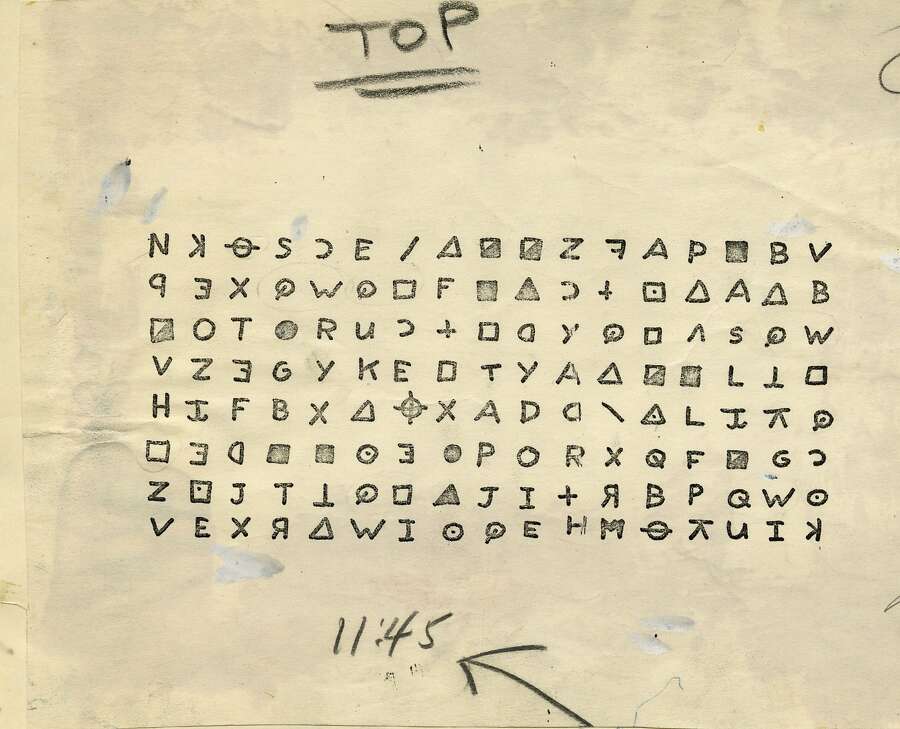 TOP
N ꓘ ⊖ S Ɔ E / ◬ ◪ ◪ Z ꟻ A P ■ B V
ꟼ Ǝ X ᑫ W ⊙ □ F ■ ▲ Ɔ + ⊡ △ A △ B
◪ O T ● R U Ɔ + □ ᗡ Y ᑫ □ Λ S ᑫ W
V Z Ǝ G Y K E □ T Y A △ ◪ ■ L ⊥ □
H I F B X △ ⌖ X A D ᗡ \ ◬ L I ⊼ ᑫ
□ Ǝ ᗡ ■ ■ ⊙ Ǝ ● P O R X Q F ◪ G Ɔ
Z ⊡ J T ⊥ ᑫ □ ▲ J I + Я B P Q W ⊙
V E X Я △ W I ⊙ ᑫ E H M ⊖ ⊼ U I ꓘ
11:45